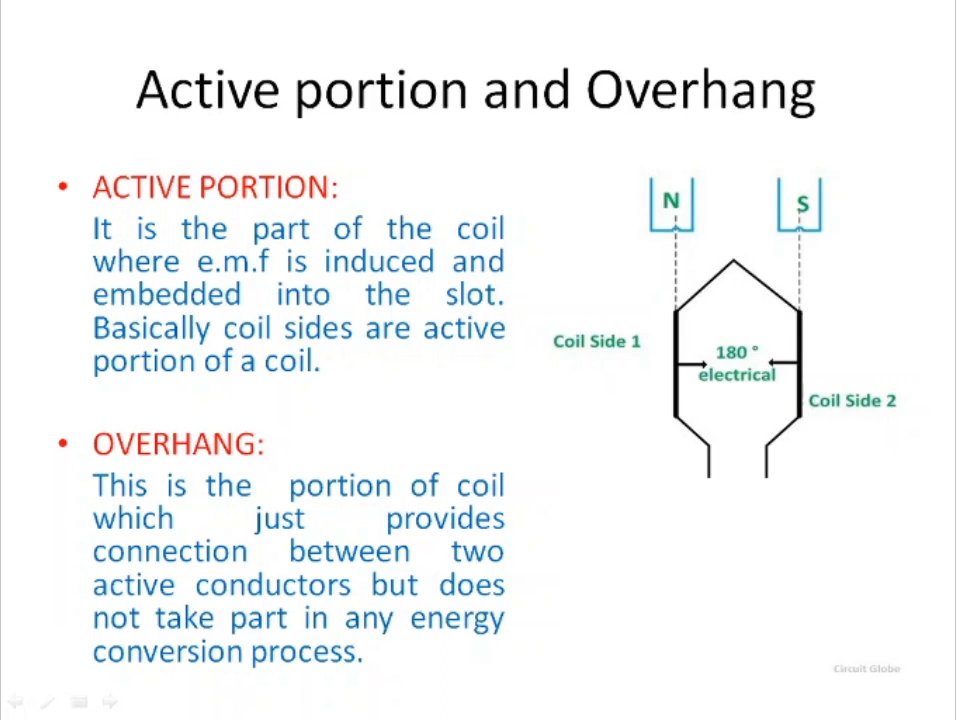 Active portion and Overhang
• ACTIVE PORTION:
It is the part of the coil
where e.m.f is induced and
embedded into the slot.
Basically coil sides are active
portion of a coil.
• OVERHANG:
This is the portion of coil
which just provides
connection between two
active conductors but does
not take part in any energy
conversion process.
N
S
Coil Side 1
180 °
electrical
Coil Side 2
Circuit Globe